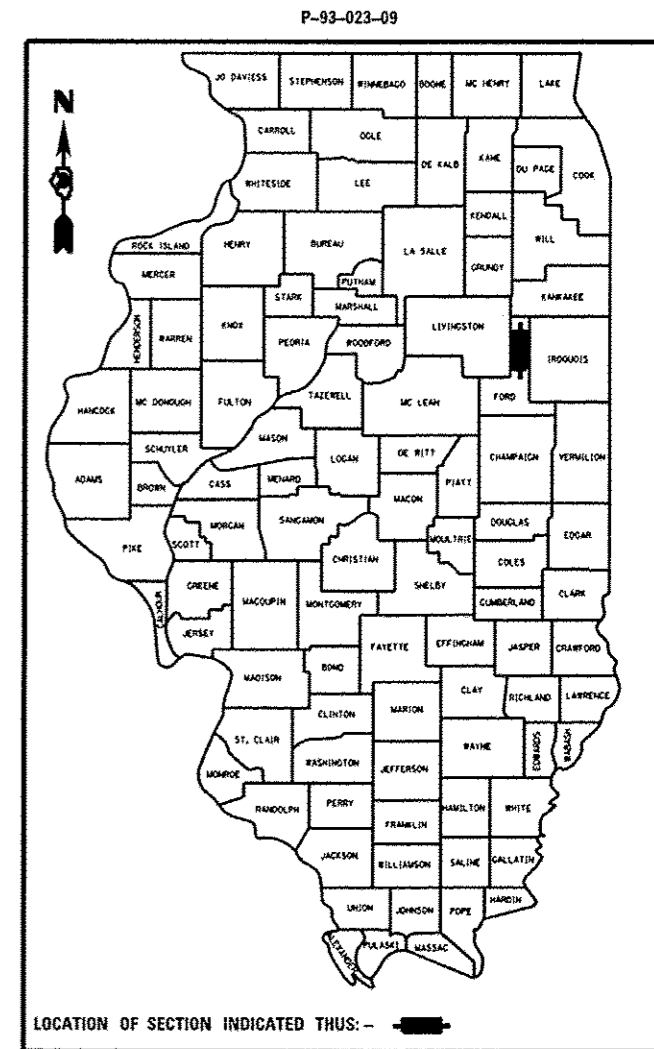 P-93-023-09
N
JO DAVIESS STEPHENSON WINNEBAGO BOONE MC HENRY LAKE
CARROLL OGLE DE KALB KANE DU PAGE COOK
WHITESIDE LEE
KENDALL
ROCK ISLAND HENRY BUREAU LA SALLE GRUNDY WILL
MERCER PUTNAM KANKAKEE
HENDERSON WARREN KNOX STARK MARSHALL LIVINGSTON
PEORIA WOODFORD IROQUOIS
HANCOCK MC DONOUGH FULTON TAZEWELL MC LEAN FORD
MASON
SCHUYLER LOGAN DE WITT CHAMPAIGN VERMILION
ADAMS BROWN CASS MENARD MACON PIATT
MORGAN SANGAMON DOUGLAS EDGAR
PIKE SCOTT CHRISTIAN MOULTRIE COLES
GREENE MACOUPIN MONTGOMERY SHELBY CUMBERLAND CLARK
CALHOUN JERSEY
FAYETTE EFFINGHAM JASPER CRAWFORD
MADISON BOND
CLAY RICHLAND LAWRENCE
CLINTON MARION
ST. CLAIR WAYNE EDWARDS WABASH
MONROE WASHINGTON JEFFERSON
RANDOLPH PERRY HAMILTON WHITE
FRANKLIN
JACKSON WILLIAMSON SALINE GALLATIN
UNION JOHNSON POPE HARDIN
ALEXANDER PULASKI MASSAC
LOCATION OF SECTION INDICATED THUS: -